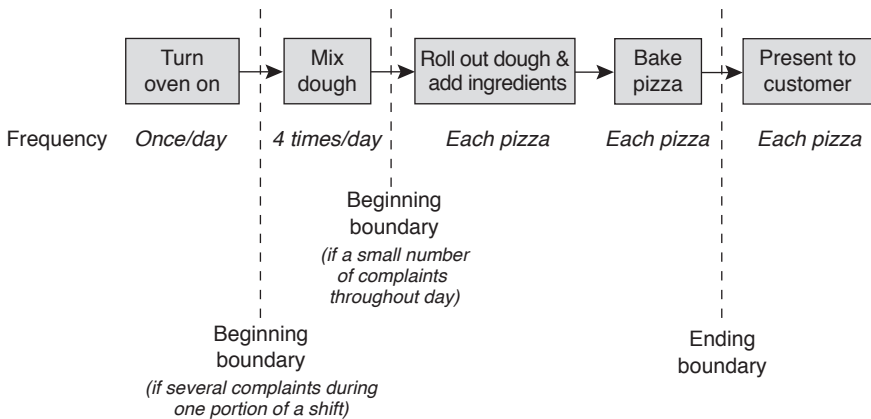 Turn
oven on
Mix
dough
Roll out dough &
add ingredients
Bake
pizza
Present to
customer
Frequency
Once/day
4 times/day
Each pizza
Each pizza
Each pizza
Beginning
boundary
(if a small number
of complaints
throughout day)
Beginning
boundary
(if several complaints during
one portion of a shift)
Ending
boundary